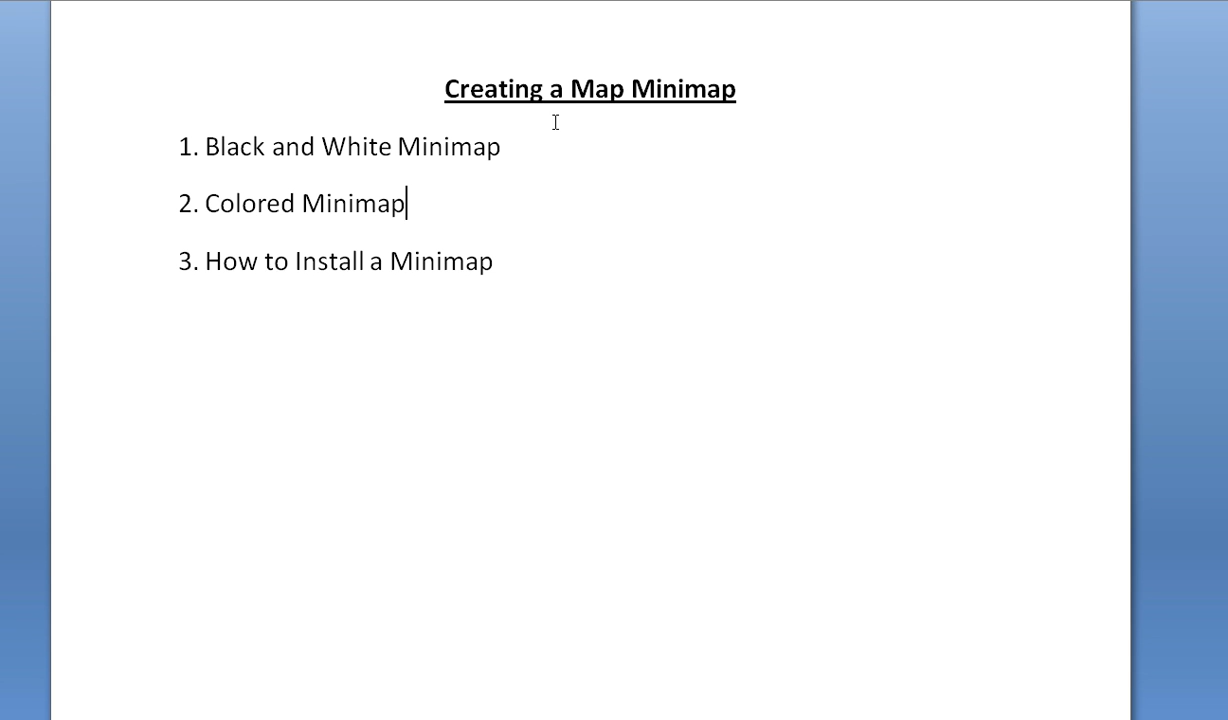 Creating a Map Minimap
1. Black and White Minimap
2. Colored Minimap
3. How to Install a Minimap